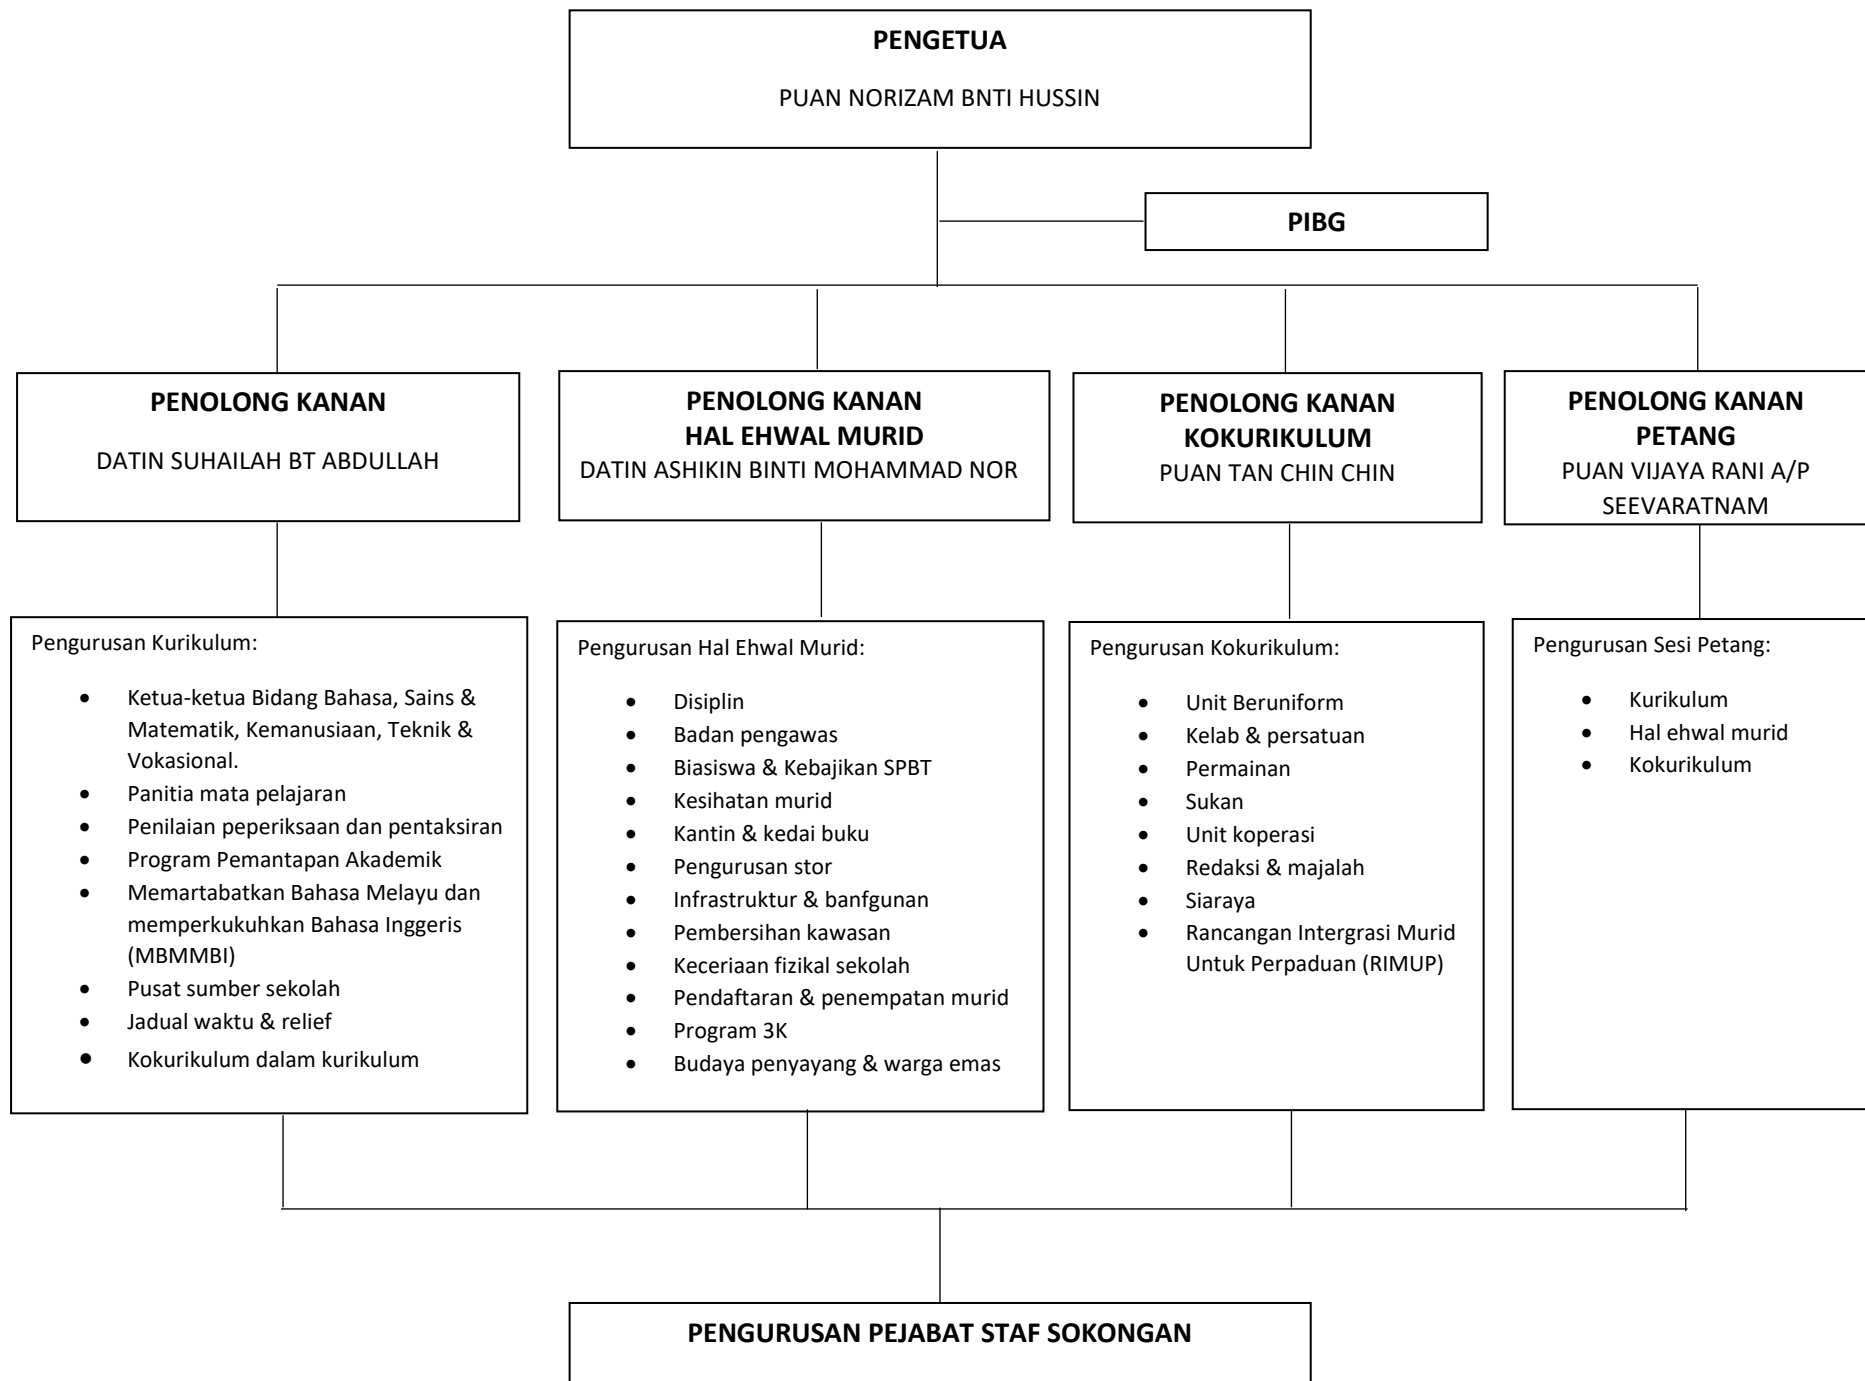 PENGETUA
PUAN NORIZAM BNTI HUSSIN
PIBG
PENOLONG KANAN
DATIN SUHAILAH BT ABDULLAH
PENOLONG KANAN
HAL EHWAL MURID
DATIN ASHIKIN BINTI MOHAMMAD NOR
PENOLONG KANAN
KOKURIKULUM
PUAN TAN CHIN CHIN
PENOLONG KANAN
PETANG
PUAN VIJAYA RANI A/P
SEEVARATNAM
Pengurusan Kurikulum:
• Ketua-ketua Bidang Bahasa, Sains &
Matematik, Kemanusiaan, Teknik &
Vokasional.
• Panitia mata pelajaran
• Penilaian peperiksaan dan pentaksiran
• Program Pemantapan Akademik
• Memartabatkan Bahasa Melayu dan
memperkukuhkan Bahasa Inggeris
(MBMMBI)
• Pusat sumber sekolah
• Jadual waktu & relief
• Kokurikulum dalam kurikulum
Pengurusan Hal Ehwal Murid:
• Disiplin
• Badan pengawas
• Biasiswa & Kebajikan SPBT
• Kesihatan murid
• Kantin & kedai buku
• Pengurusan stor
• Infrastruktur & banfgunan
• Pembersihan kawasan
• Keceriaan fizikal sekolah
• Pendaftaran & penempatan murid
• Program 3K
• Budaya penyayang & warga emas
Pengurusan Kokurikulum:
• Unit Beruniform
• Kelab & persatuan
• Permainan
• Sukan
• Unit koperasi
• Redaksi & majalah
• Siaraya
• Rancangan Intergrasi Murid
Untuk Perpaduan (RIMUP)
Pengurusan Sesi Petang:
• Kurikulum
• Hal ehwal murid
• Kokurikulum
PENGURUSAN PEJABAT STAF SOKONGAN